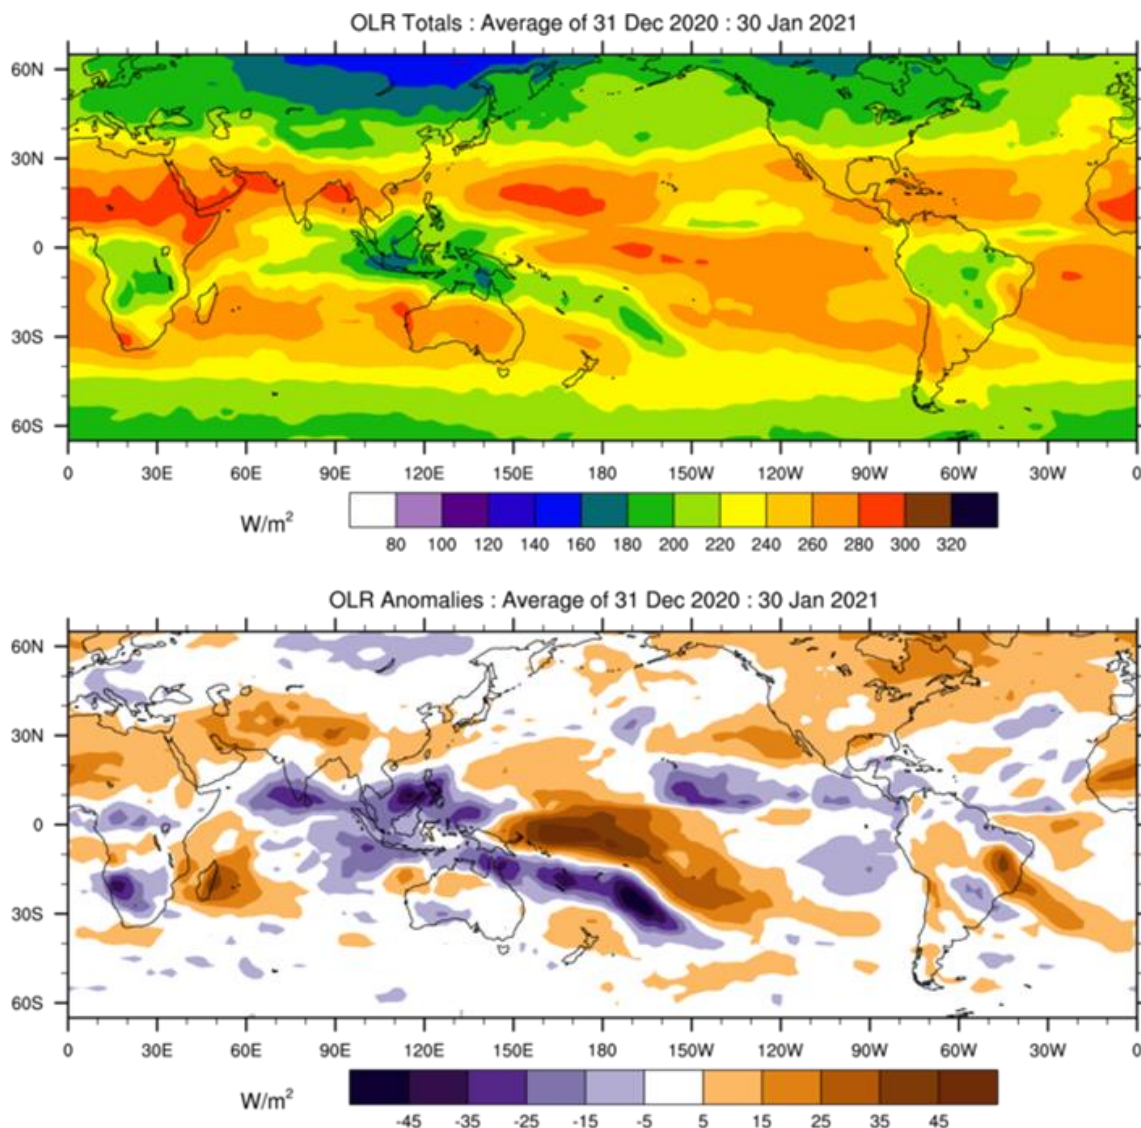 OLR Totals : Average of 31 Dec 2020 : 30 Jan 2021
60N
30N
0
30S
60S
0 30E 60E 90E 120E 150E 180 150W 120W 90W 60W 30W 0
W/m²
80 100 120 140 160 180 200 220 240 260 280 300 320
OLR Anomalies : Average of 31 Dec 2020 : 30 Jan 2021
60N
30N
0
30S
60S
0 30E 60E 90E 120E 150E 180 150W 120W 90W 60W 30W 0
W/m²
-45 -35 -25 -15 -5 5 15 25 35 45